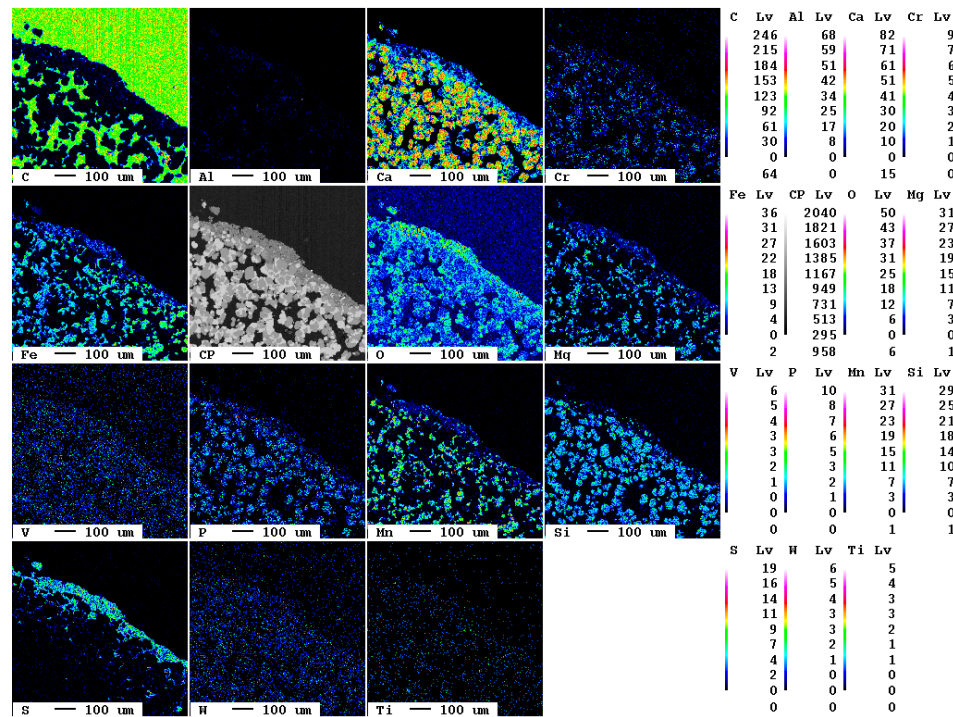 C Lv Al Lv Ca Lv Cr Lv
246 68 82 9
215 59 71 7
184 51 61 6
153 42 51 5
123 34 41 4
92 25 30 3
61 17 20 2
30 8 10 1
0 0 0 0
64 0 15 0
C 100 um
Al 100 um
Ca 100 um
Cr 100 um
Fe Lv CP Lv O Lv Mg Lv
36 2040 50 31
31 1821 43 27
27 1603 37 23
22 1385 31 19
18 1167 25 15
13 949 18 11
9 731 12 7
4 513 6 3
0 295 0 0
2 958 6 1
Fe 100 um
CP 100 um
O 100 um
Mg 100 um
V Lv P Lv Mn Lv Si Lv
6 10 31 29
5 8 27 25
4 7 23 21
3 6 19 18
3 5 15 14
2 3 11 10
1 2 7 7
0 1 3 3
0 0 0 0
0 0 1 1
V 100 um
P 100 um
Mn 100 um
Si 100 um
S Lv W Lv Ti Lv
19 6 5
16 5 4
14 4 3
11 3 3
9 3 2
7 2 1
4 1 1
2 0 0
0 0 0
0 0 0
S 100 um
W 100 um
Ti 100 um